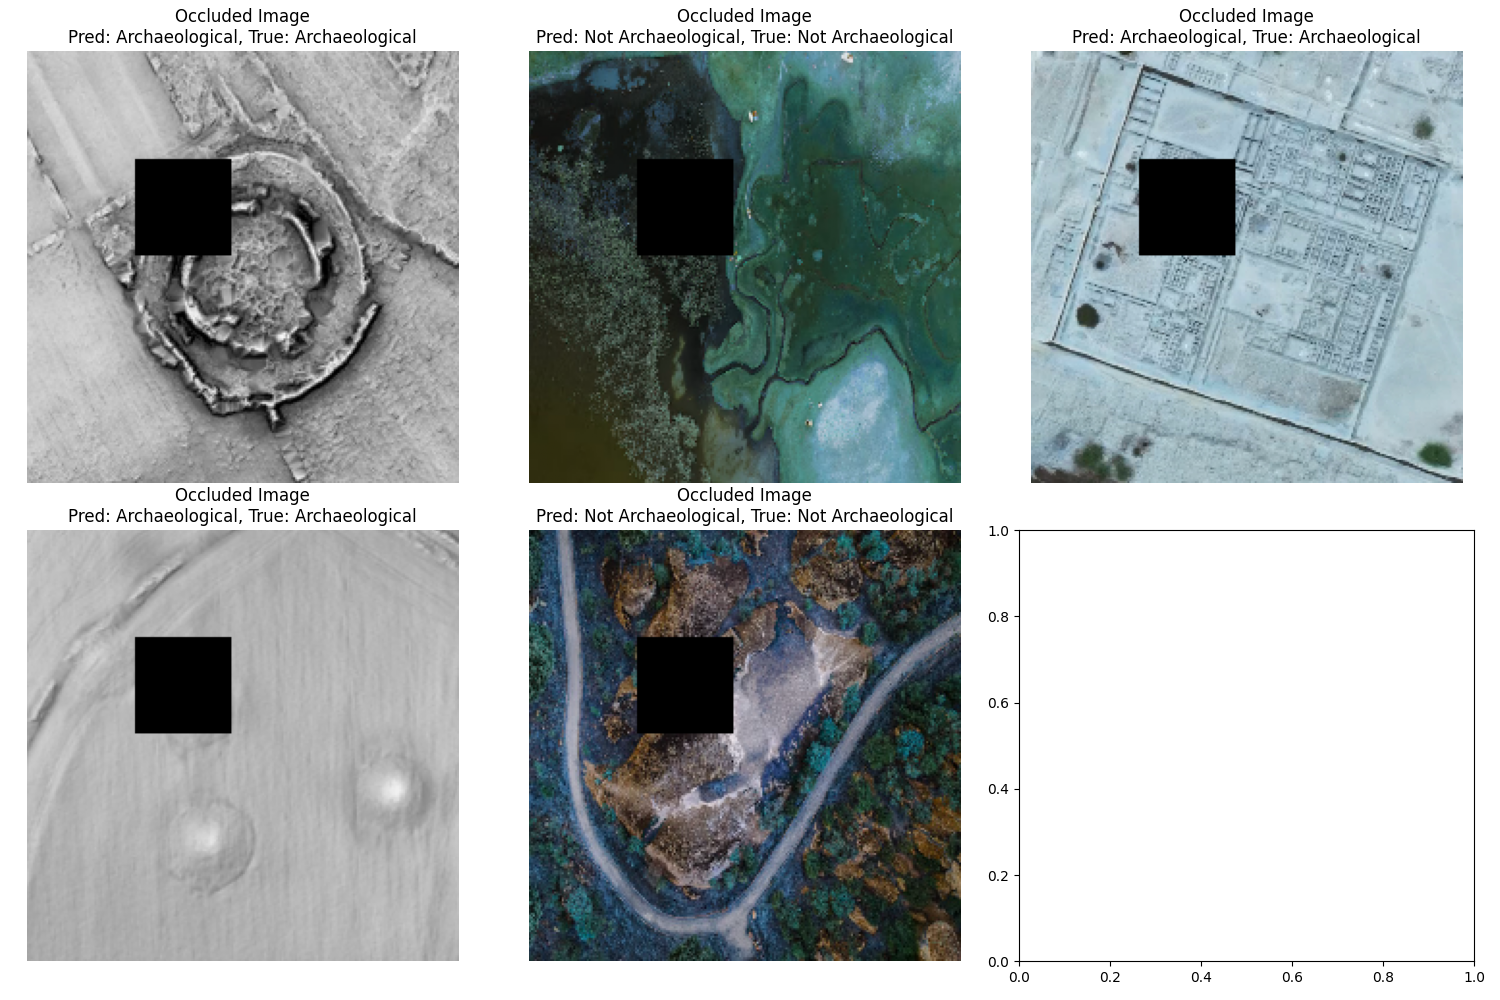 Occluded Image
Pred: Archaeological, True: Archaeological
Occluded Image
Pred: Not Archaeological, True: Not Archaeological
Occluded Image
Pred: Archaeological, True: Archaeological
Occluded Image
Pred: Archaeological, True: Archaeological
Occluded Image
Pred: Not Archaeological, True: Not Archaeological
1.0
0.8
0.6
0.4
0.2
0.0
0.0 0.2 0.4 0.6 0.8 1.0